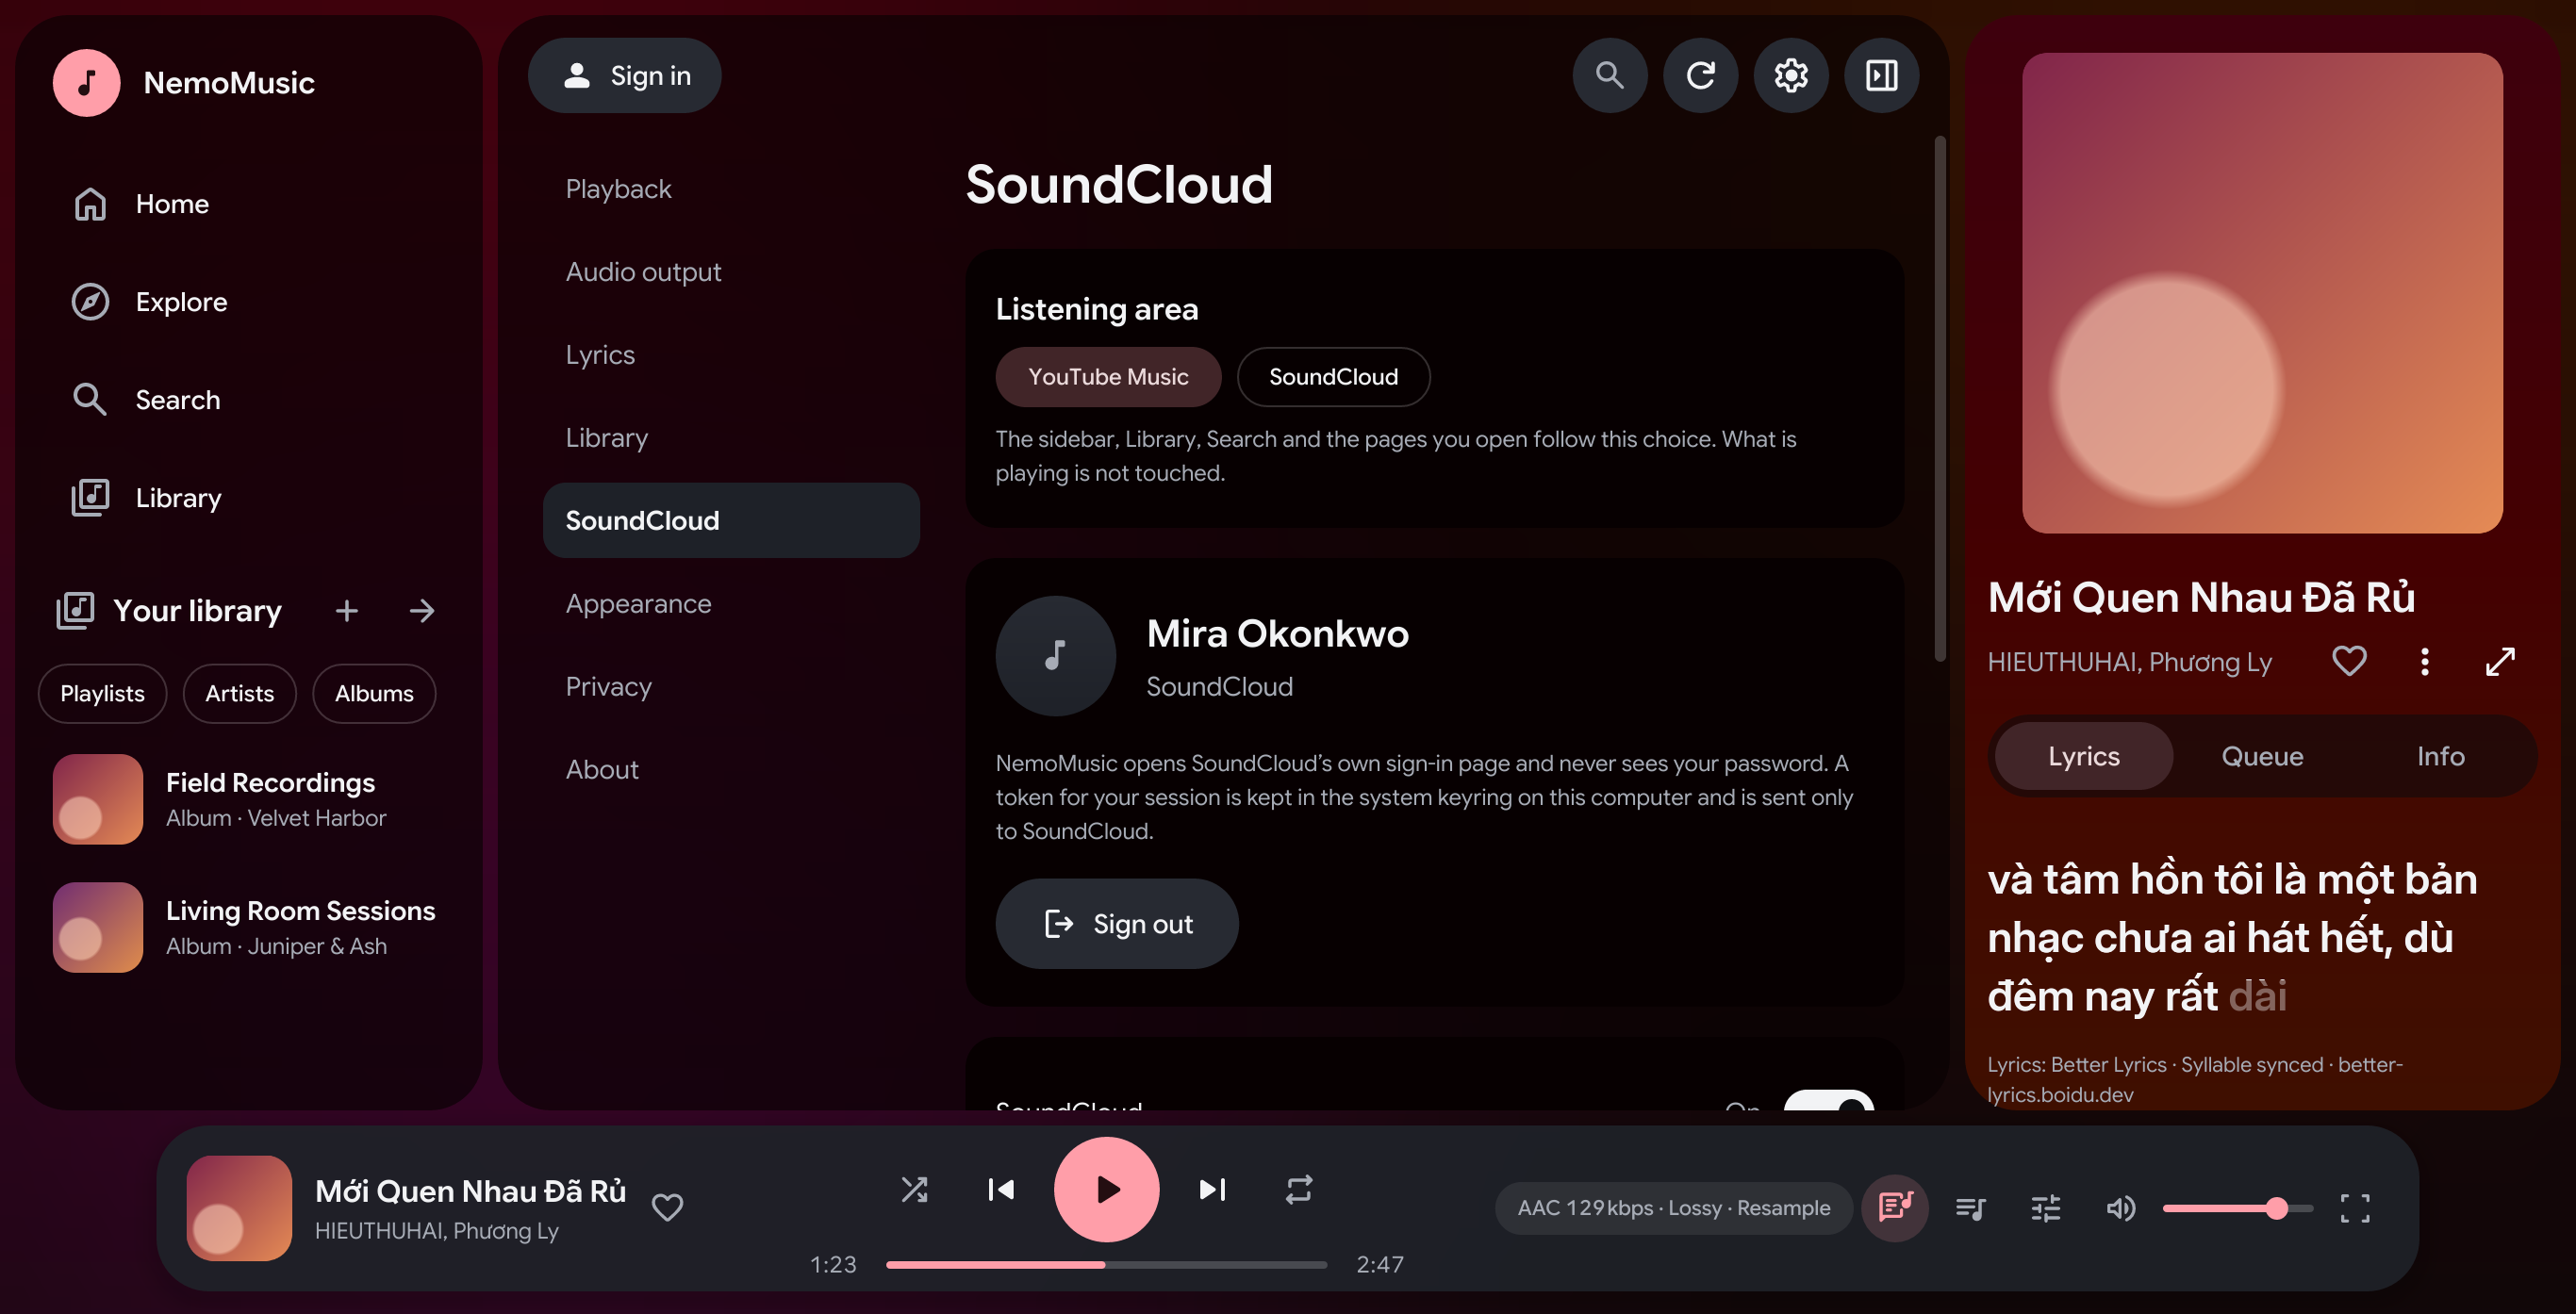 NemoMusic
Home
Explore
Search
Library
Your library
Playlists
Artists
Albums
Field Recordings
Album · Velvet Harbor
Living Room Sessions
Album · Juniper & Ash
Sign in
Playback
Audio output
Lyrics
Library
SoundCloud
Appearance
Privacy
About
SoundCloud
Listening area
YouTube Music
SoundCloud
The sidebar, Library, Search and the pages you open follow this choice. What is
playing is not touched.
Mira Okonkwo
SoundCloud
NemoMusic opens SoundCloud’s own sign-in page and never sees your password. A
token for your session is kept in the system keyring on this computer and is sent only
to SoundCloud.
Sign out
SoundCloud
On
Mới Quen Nhau Đã Rủ
HIEUTHUHAI, Phương Ly
Lyrics
Queue
Info
và tâm hồn tôi là một bản
nhạc chưa ai hát hết, dù
đêm nay rất dài
Lyrics: Better Lyrics · Syllable synced · better-
lyrics.boidu.dev
Mới Quen Nhau Đã Rủ
HIEUTHUHAI, Phương Ly
1:23
2:47
AAC 129 kbps · Lossy · Resample